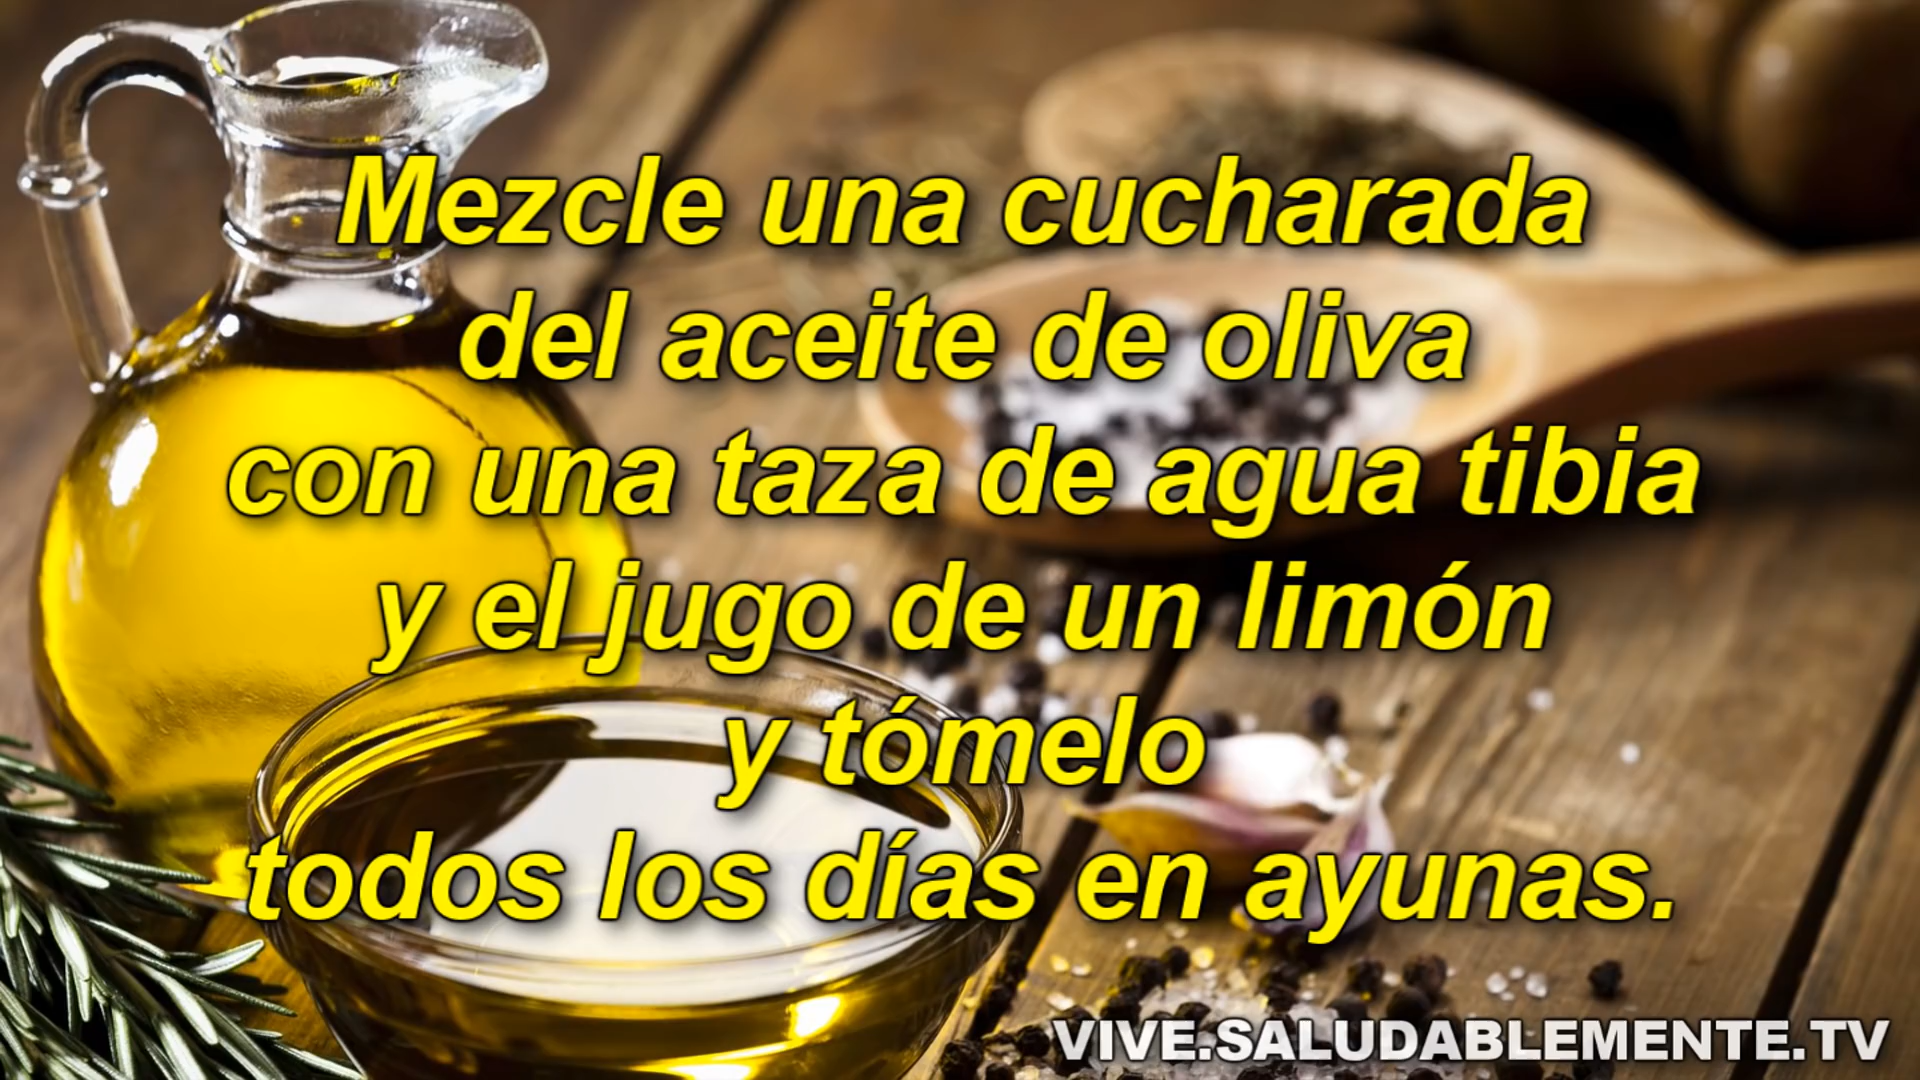 Mezcle una cucharada
del aceite de oliva
con una taza de agua tibia
y el jugo de un limón
y tómelo
todos los días en ayunas.
VIVE.SALUDABLEMENTE.TV